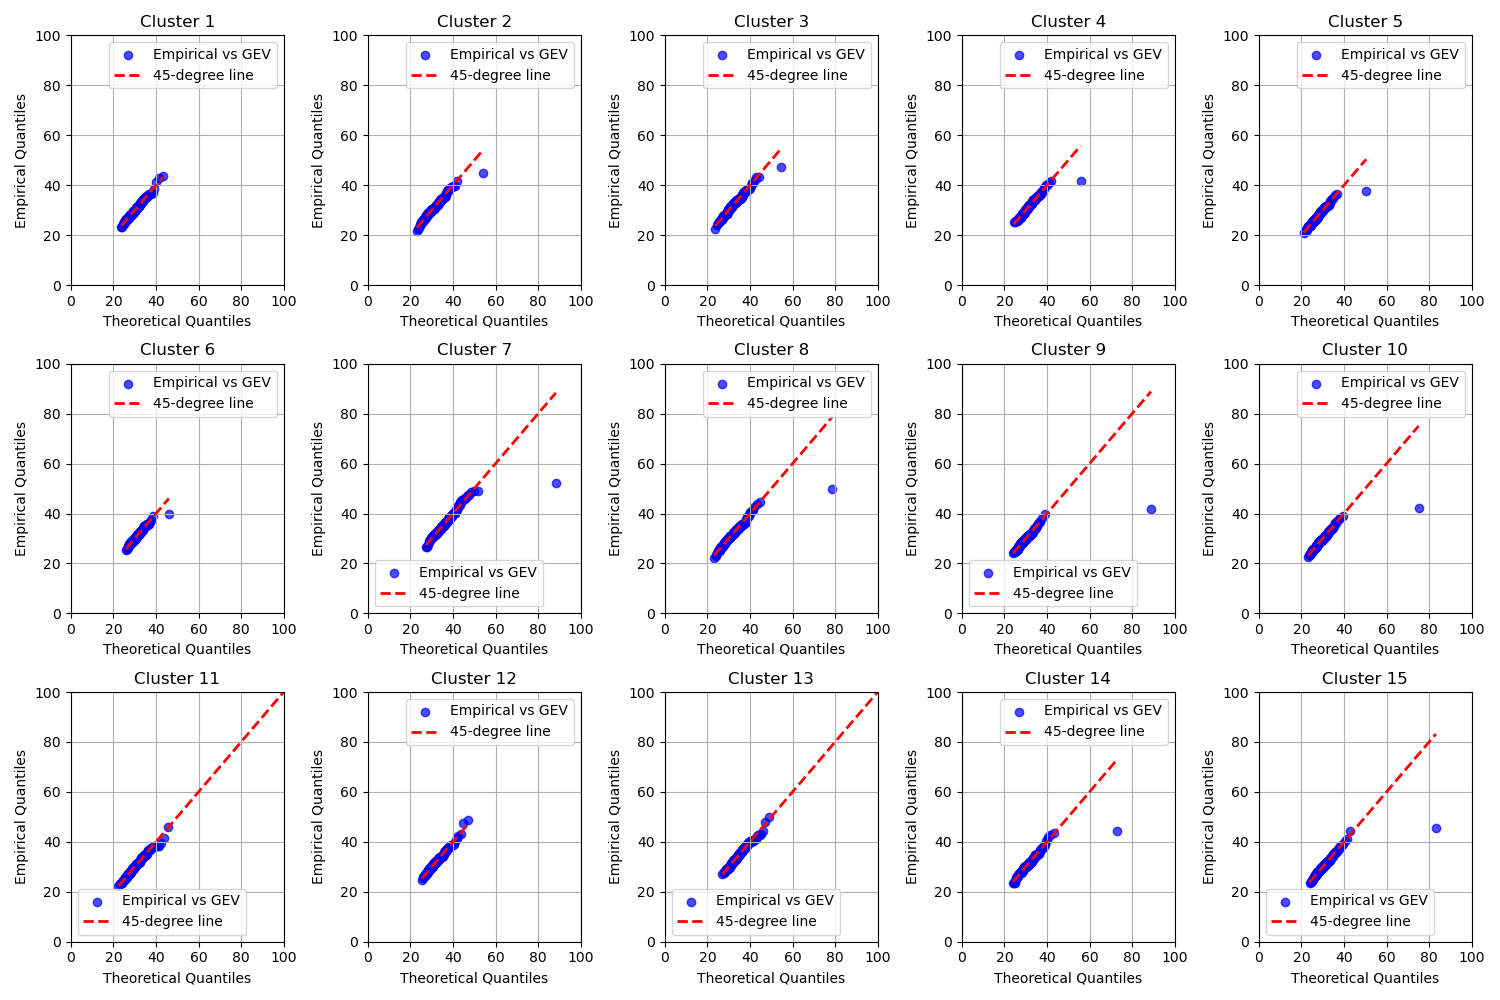 Cluster 1
Empirical Quantiles
100
80
60
40
20
0
Empirical vs GEV
45-degree line
0 20 40 60 80 100
Theoretical Quantiles
Cluster 2
Empirical Quantiles
100
80
60
40
20
0
Empirical vs GEV
45-degree line
0 20 40 60 80 100
Theoretical Quantiles
Cluster 3
Empirical Quantiles
100
80
60
40
20
0
Empirical vs GEV
45-degree line
0 20 40 60 80 100
Theoretical Quantiles
Cluster 4
Empirical Quantiles
100
80
60
40
20
0
Empirical vs GEV
45-degree line
0 20 40 60 80 100
Theoretical Quantiles
Cluster 5
Empirical Quantiles
100
80
60
40
20
0
Empirical vs GEV
45-degree line
0 20 40 60 80 100
Theoretical Quantiles
Cluster 6
Empirical Quantiles
100
80
60
40
20
0
Empirical vs GEV
45-degree line
0 20 40 60 80 100
Theoretical Quantiles
Cluster 7
Empirical Quantiles
100
80
60
40
20
0
Empirical vs GEV
45-degree line
0 20 40 60 80 100
Theoretical Quantiles
Cluster 8
Empirical Quantiles
100
80
60
40
20
0
Empirical vs GEV
45-degree line
0 20 40 60 80 100
Theoretical Quantiles
Cluster 9
Empirical Quantiles
100
80
60
40
20
0
Empirical vs GEV
45-degree line
0 20 40 60 80 100
Theoretical Quantiles
Cluster 10
Empirical Quantiles
100
80
60
40
20
0
Empirical vs GEV
45-degree line
0 20 40 60 80 100
Theoretical Quantiles
Cluster 11
Empirical Quantiles
100
80
60
40
20
0
Empirical vs GEV
45-degree line
0 20 40 60 80 100
Theoretical Quantiles
Cluster 12
Empirical Quantiles
100
80
60
40
20
0
Empirical vs GEV
45-degree line
0 20 40 60 80 100
Theoretical Quantiles
Cluster 13
Empirical Quantiles
100
80
60
40
20
0
Empirical vs GEV
45-degree line
0 20 40 60 80 100
Theoretical Quantiles
Cluster 14
Empirical Quantiles
100
80
60
40
20
0
Empirical vs GEV
45-degree line
0 20 40 60 80 100
Theoretical Quantiles
Cluster 15
Empirical Quantiles
100
80
60
40
20
0
Empirical vs GEV
45-degree line
0 20 40 60 80 100
Theoretical Quantiles